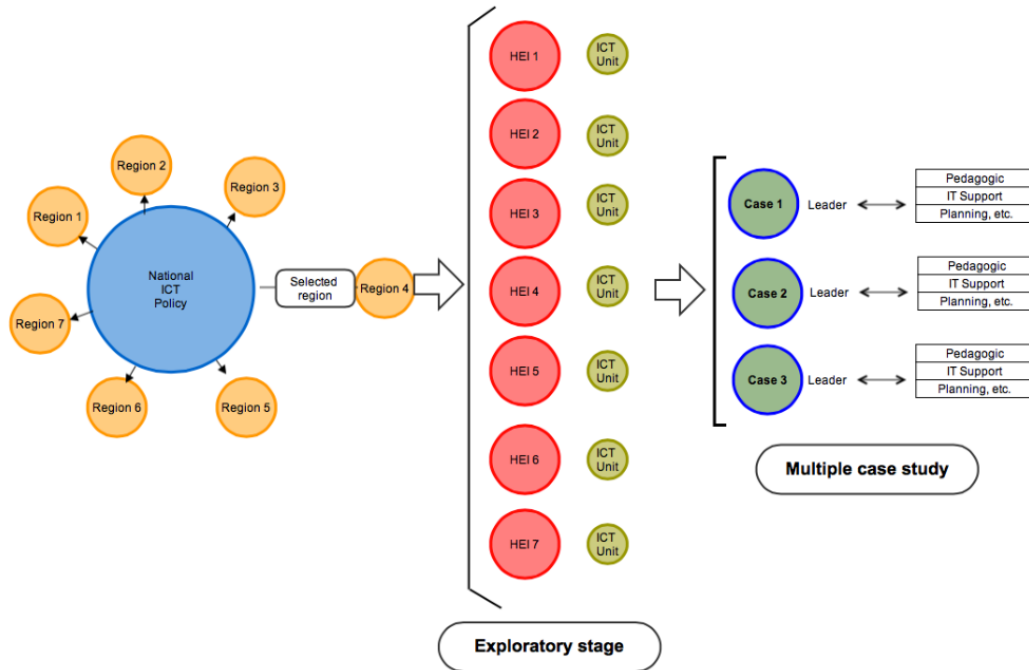 Region 2
Region 3
Region 1
National
ICT
Policy
Selected
region
Region 4
Region 7
Region 6
Region 5
HEI 1
ICT
Unit
HEI 2
ICT
Unit
HEI 3
ICT
Unit
HEI 4
ICT
Unit
HEI 5
ICT
Unit
HEI 6
ICT
Unit
HEI 7
ICT
Unit
Exploratory stage
Case 1
Leader
Pedagogic
IT Support
Planning, etc.
Case 2
Leader
Pedagogic
IT Support
Planning, etc.
Case 3
Leader
Pedagogic
IT Support
Planning, etc.
Multiple case study